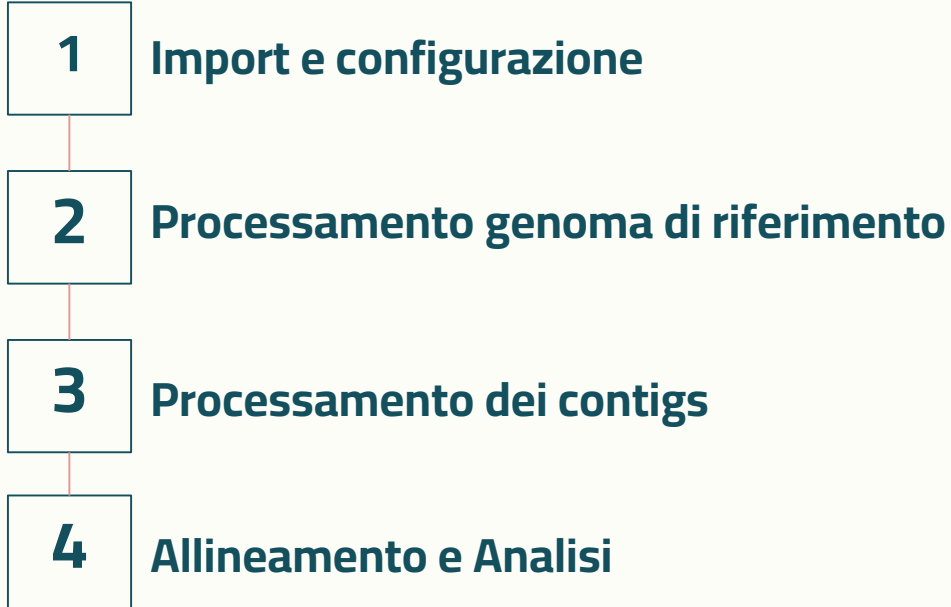 1 Import e configurazione
2 Processamento genoma di riferimento
3 Processamento dei contigs
4 Allineamento e Analisi